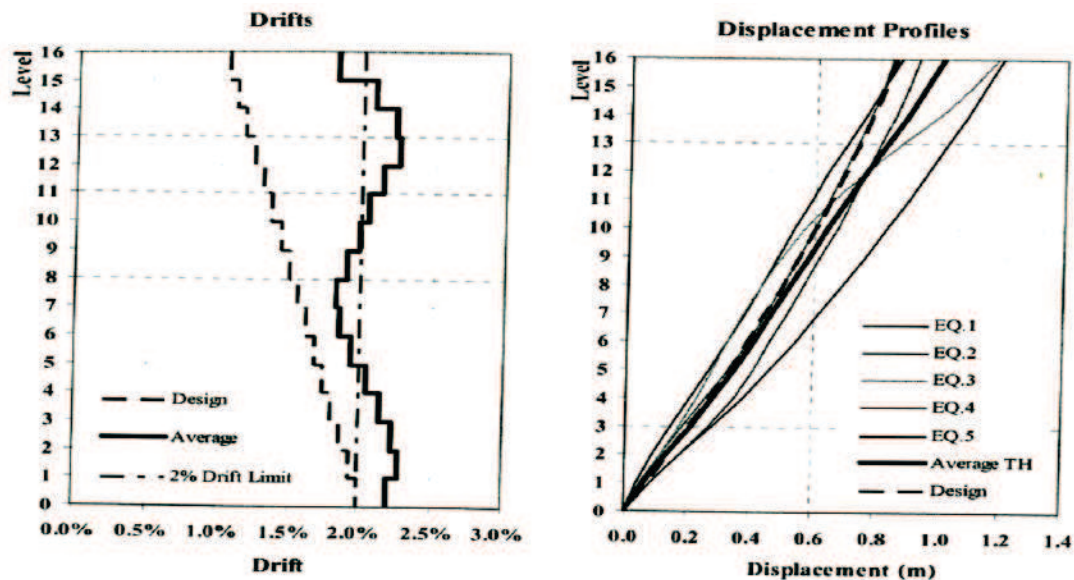 Drifts
Level
16
15
14
13
12
11
10
9
8
7
6
5
4
3
2
1
0
Design
Average
2% Drift Limit
0.0% 0.5% 1.0% 1.5% 2.0% 2.5% 3.0%
Drift
Displacement Profiles
Level
16
15
14
13
12
11
10
9
8
7
6
5
4
3
2
1
0
EQ.1
EQ.2
EQ.3
EQ.4
EQ.5
Average TH
Design
0.0 0.2 0.4 0.6 0.8 1.0 1.2 1.4
Displacement (m)